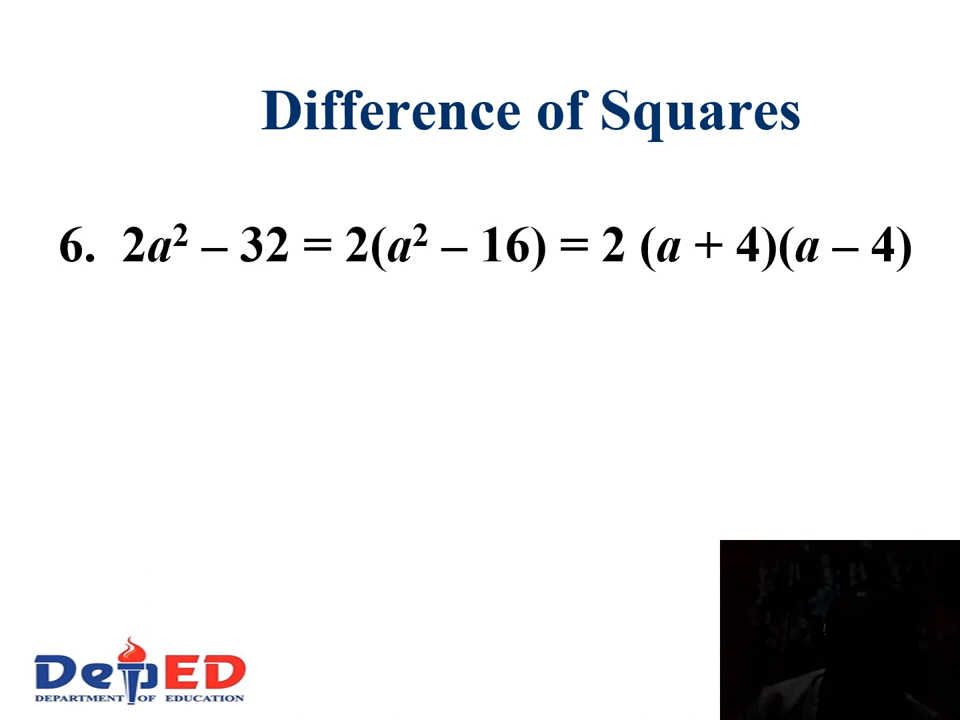 Difference of Squares
6. 2a² – 32 = 2(a² – 16) = 2 (a + 4)(a – 4)
DepED
DEPARTMENT OF EDUCATION